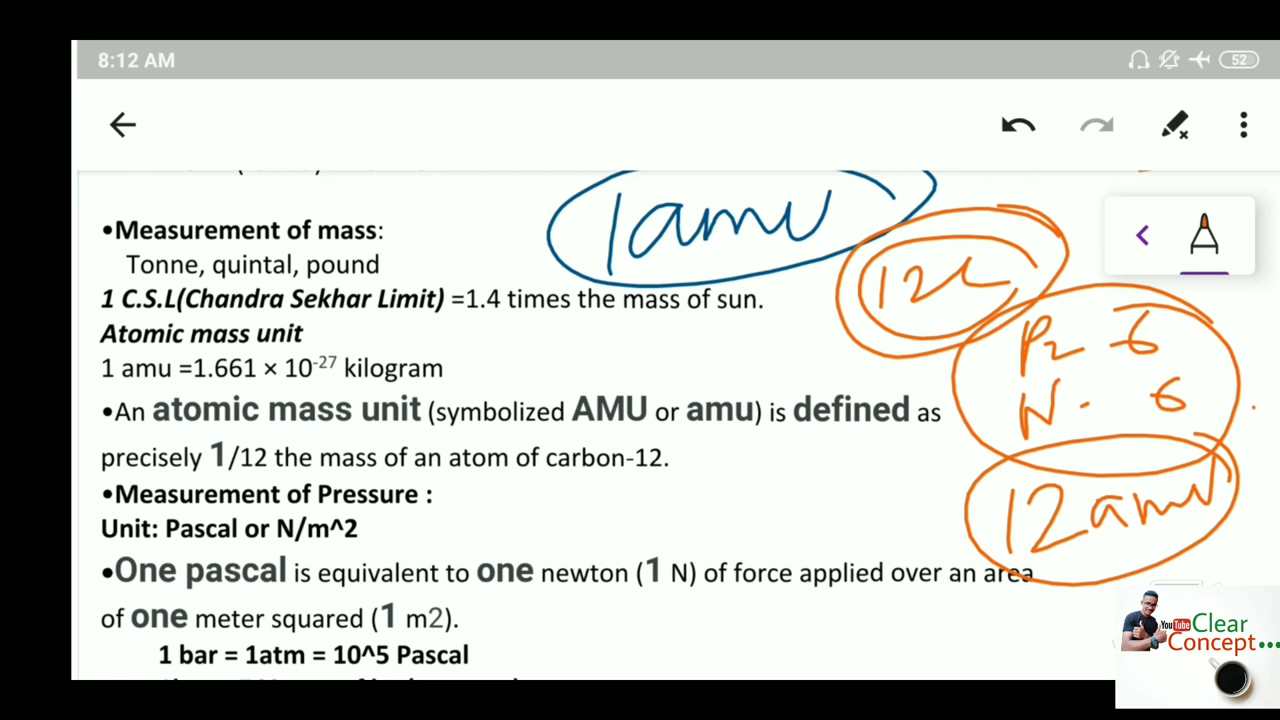 8:12 AM
52
1amu
•Measurement of mass:
Tonne, quintal, pound
12C
1 C.S.L(Chandra Sekhar Limit) =1.4 times the mass of sun.
Atomic mass unit
P - 6
1 amu =1.661 × 10-27 kilogram
N - 6
•An atomic mass unit (symbolized AMU or amu) is defined as
precisely 1/12 the mass of an atom of carbon-12.
•Measurement of Pressure :
12amu
Unit: Pascal or N/m^2
•One pascal is equivalent to one newton (1 N) of force applied over an area
of one meter squared (1 m2).
1 bar = 1atm = 10^5 Pascal
YouTube Clear
Concept...